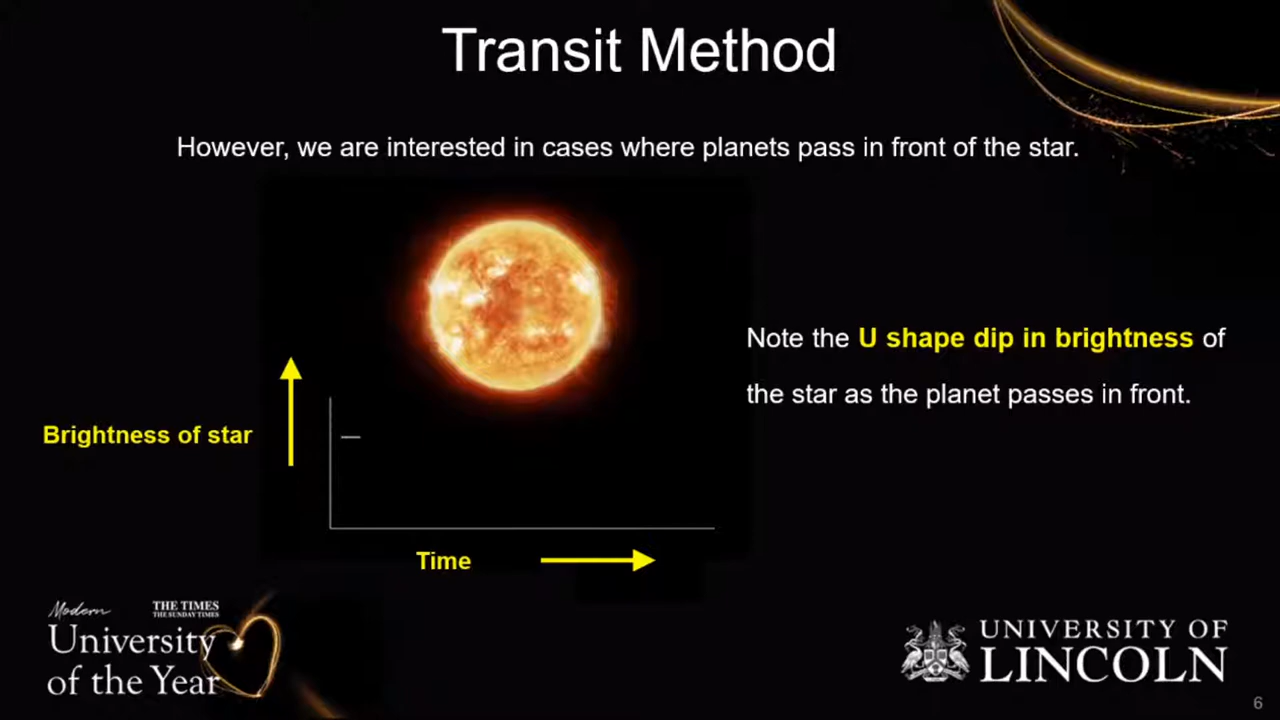 Transit Method
However, we are interested in cases where planets pass in front of the star.
Note the U shape dip in brightness of
the star as the planet passes in front.
Brightness of star
Time
Modern
THE TIMES
THE SUNDAY TIMES
University
of the Year
UNIVERSITY OF
LINCOLN
6